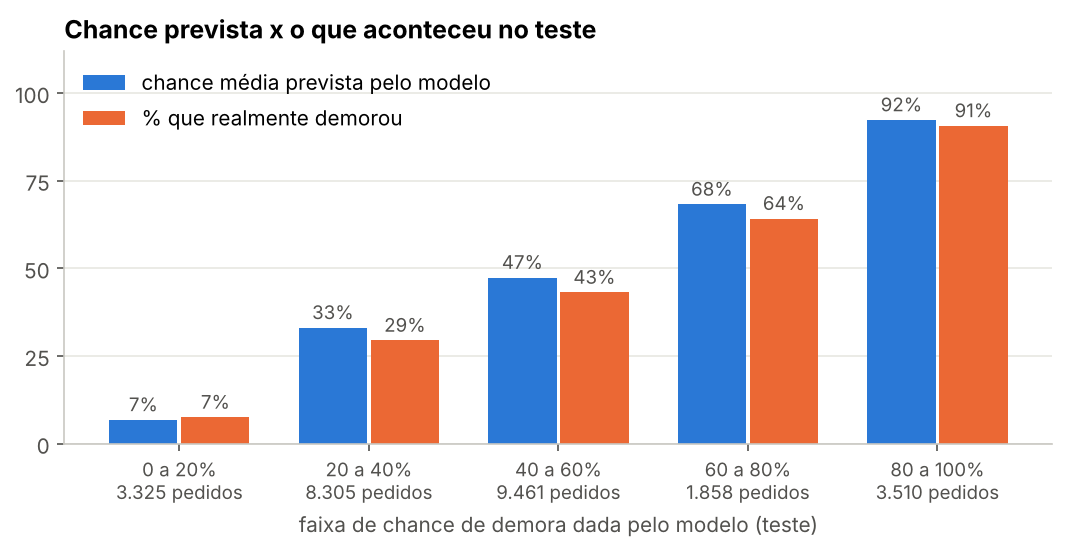 Chance prevista x o que aconteceu no teste
chance média prevista pelo modelo
% que realmente demorou
100
75
50
25
0
7%
7%
33%
29%
47%
43%
68%
64%
92%
91%
0 a 20%
3.325 pedidos
20 a 40%
8.305 pedidos
40 a 60%
9.461 pedidos
60 a 80%
1.858 pedidos
80 a 100%
3.510 pedidos
faixa de chance de demora dada pelo modelo (teste)